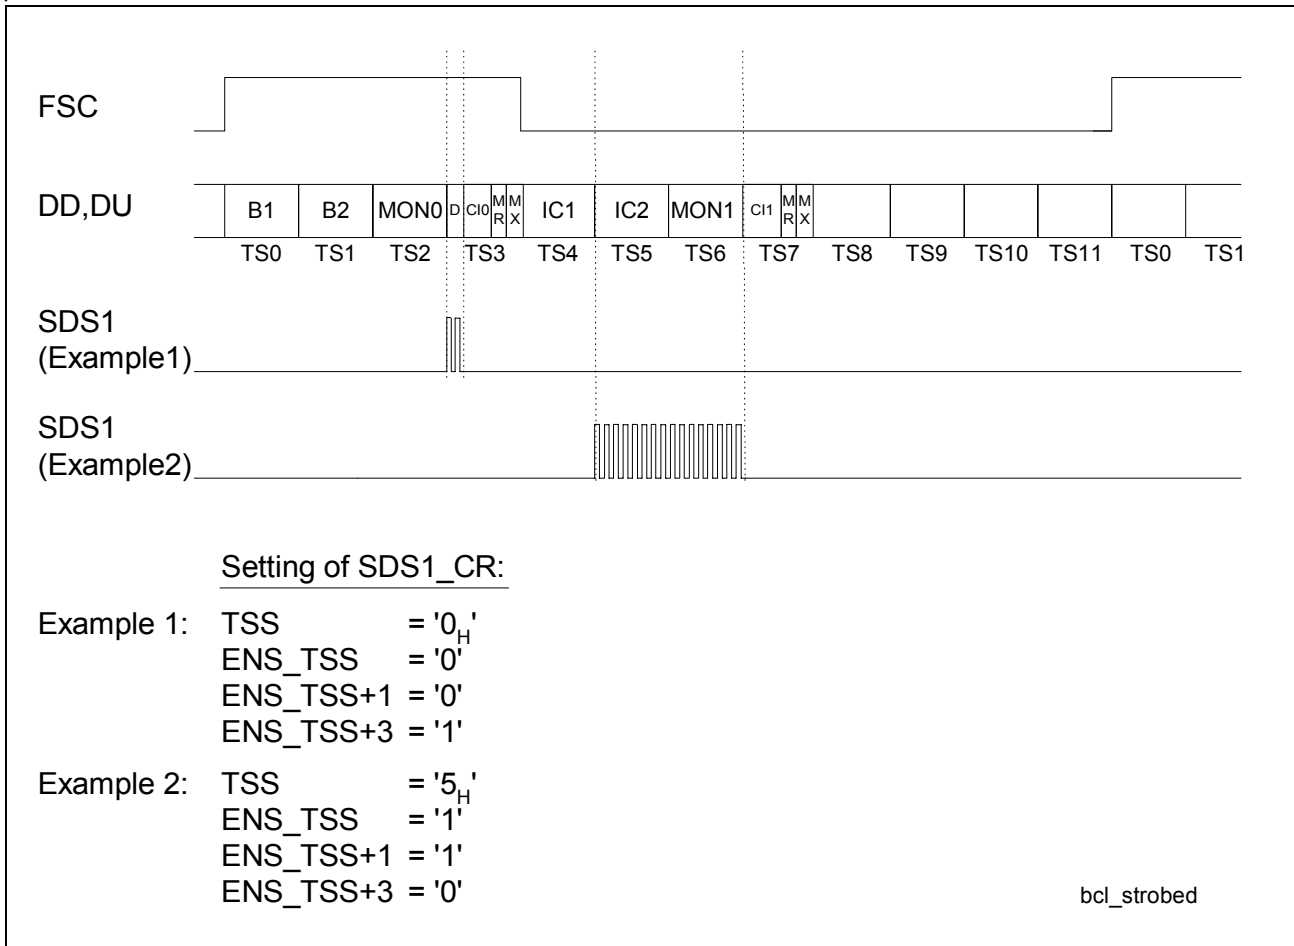 FSC
DD,DU B1 B2 MON0 D CI0 MR MX IC1 IC2 MON1 CI1 MR MX
TS0 TS1 TS2 TS3 TS4 TS5 TS6 TS7 TS8 TS9 TS10 TS11 TS0 TS1
SDS1
(Example1)
SDS1
(Example2)
Setting of SDS1_CR:
Example 1: TSS = '0H'
ENS_TSS = '0'
ENS_TSS+1 = '0'
ENS_TSS+3 = '1'
Example 2: TSS = '5H'
ENS_TSS = '1'
ENS_TSS+1 = '1'
ENS_TSS+3 = '0'
bcl_strobed